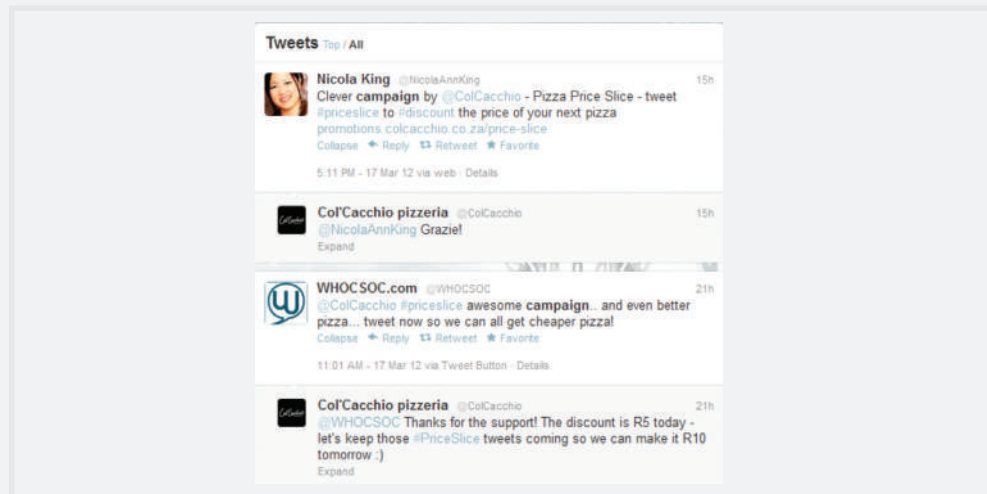 Tweets Top / All
Nicola King @NicolaAnnKing 15h
Clever campaign by @ColCacchio - Pizza Price Slice - tweet
#priceslice to #discount the price of your next pizza
promotions.colcacchio.co.za/price-slice
Collapse Reply Retweet Favorite
5:11 PM - 17 Mar 12 via web · Details
Col'Cacchio pizzeria @ColCacchio 15h
@NicolaAnnKing Grazie!
Expand
WHOCSOC.com @WHOCSOC 21h
@ColCacchio #priceslice awesome campaign.. and even better
pizza... tweet now so we can all get cheaper pizza!
Collapse Reply Retweet Favorite
11:01 AM - 17 Mar 12 via Tweet Button · Details
Col'Cacchio pizzeria @ColCacchio 21h
@WHOCSOC Thanks for the support! The discount is R5 today -
let's keep those #PriceSlice tweets coming so we can make it R10
tomorrow :)
Expand